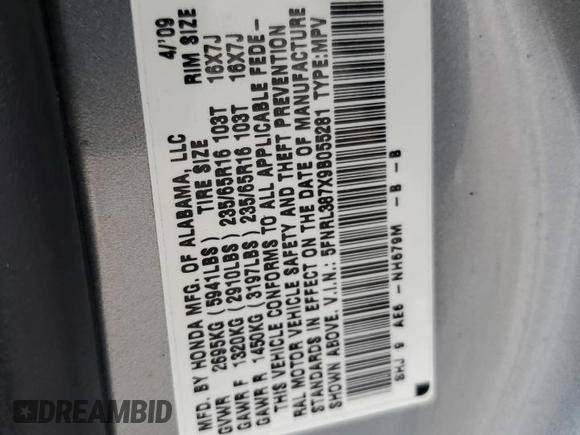 MFD. BY HONDA MFG. OF ALABAMA, LLC 4/'09
GVWR 2695KG (5941LBS) TIRE SIZE RIM SIZE
GAWR F 1320KG (2910LBS) 235/65R16 103T 16X7J
GAWR R 1450KG (3197LBS) 235/65R16 103T 16X7J
THIS VEHICLE CONFORMS TO ALL APPLICABLE FEDE-
RAL MOTOR VEHICLE SAFETY AND THEFT PREVENTION
STANDARDS IN EFFECT ON THE DATE OF MANUFACTURE
SHOWN ABOVE. V.I.N.: 5FNRL387X9B055281 TYPE:MPV
SHJ 9 AE6 -NH679M -B -B
DREAMBID